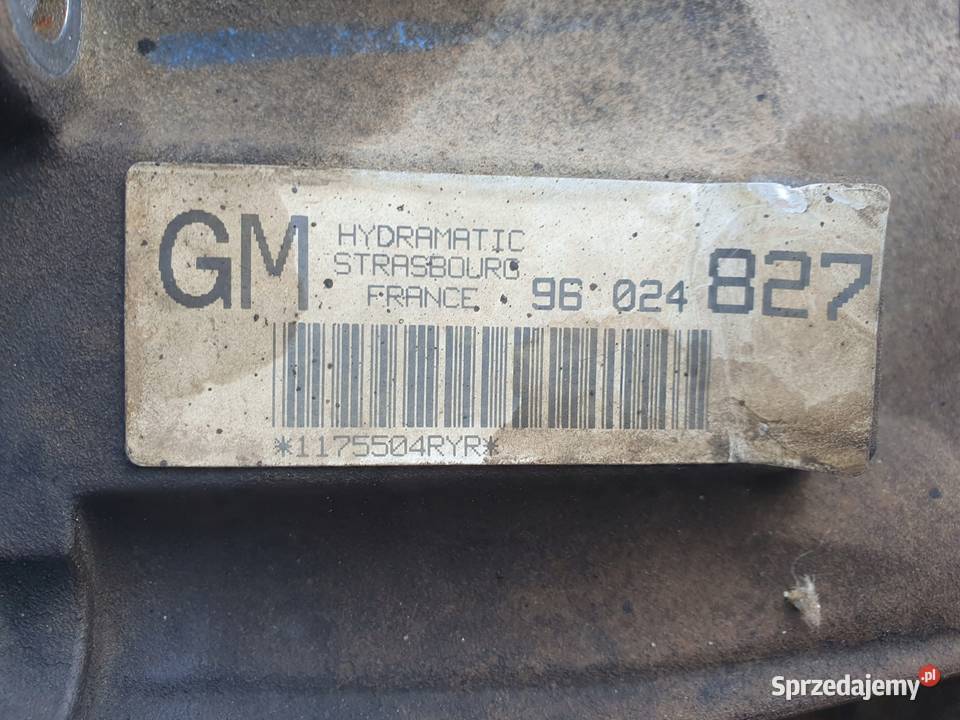 GM
HYDRAMATIC
STRASBOURG
FRANCE 96 024 827
*1175504RYR*
Sprzedajemy.pl